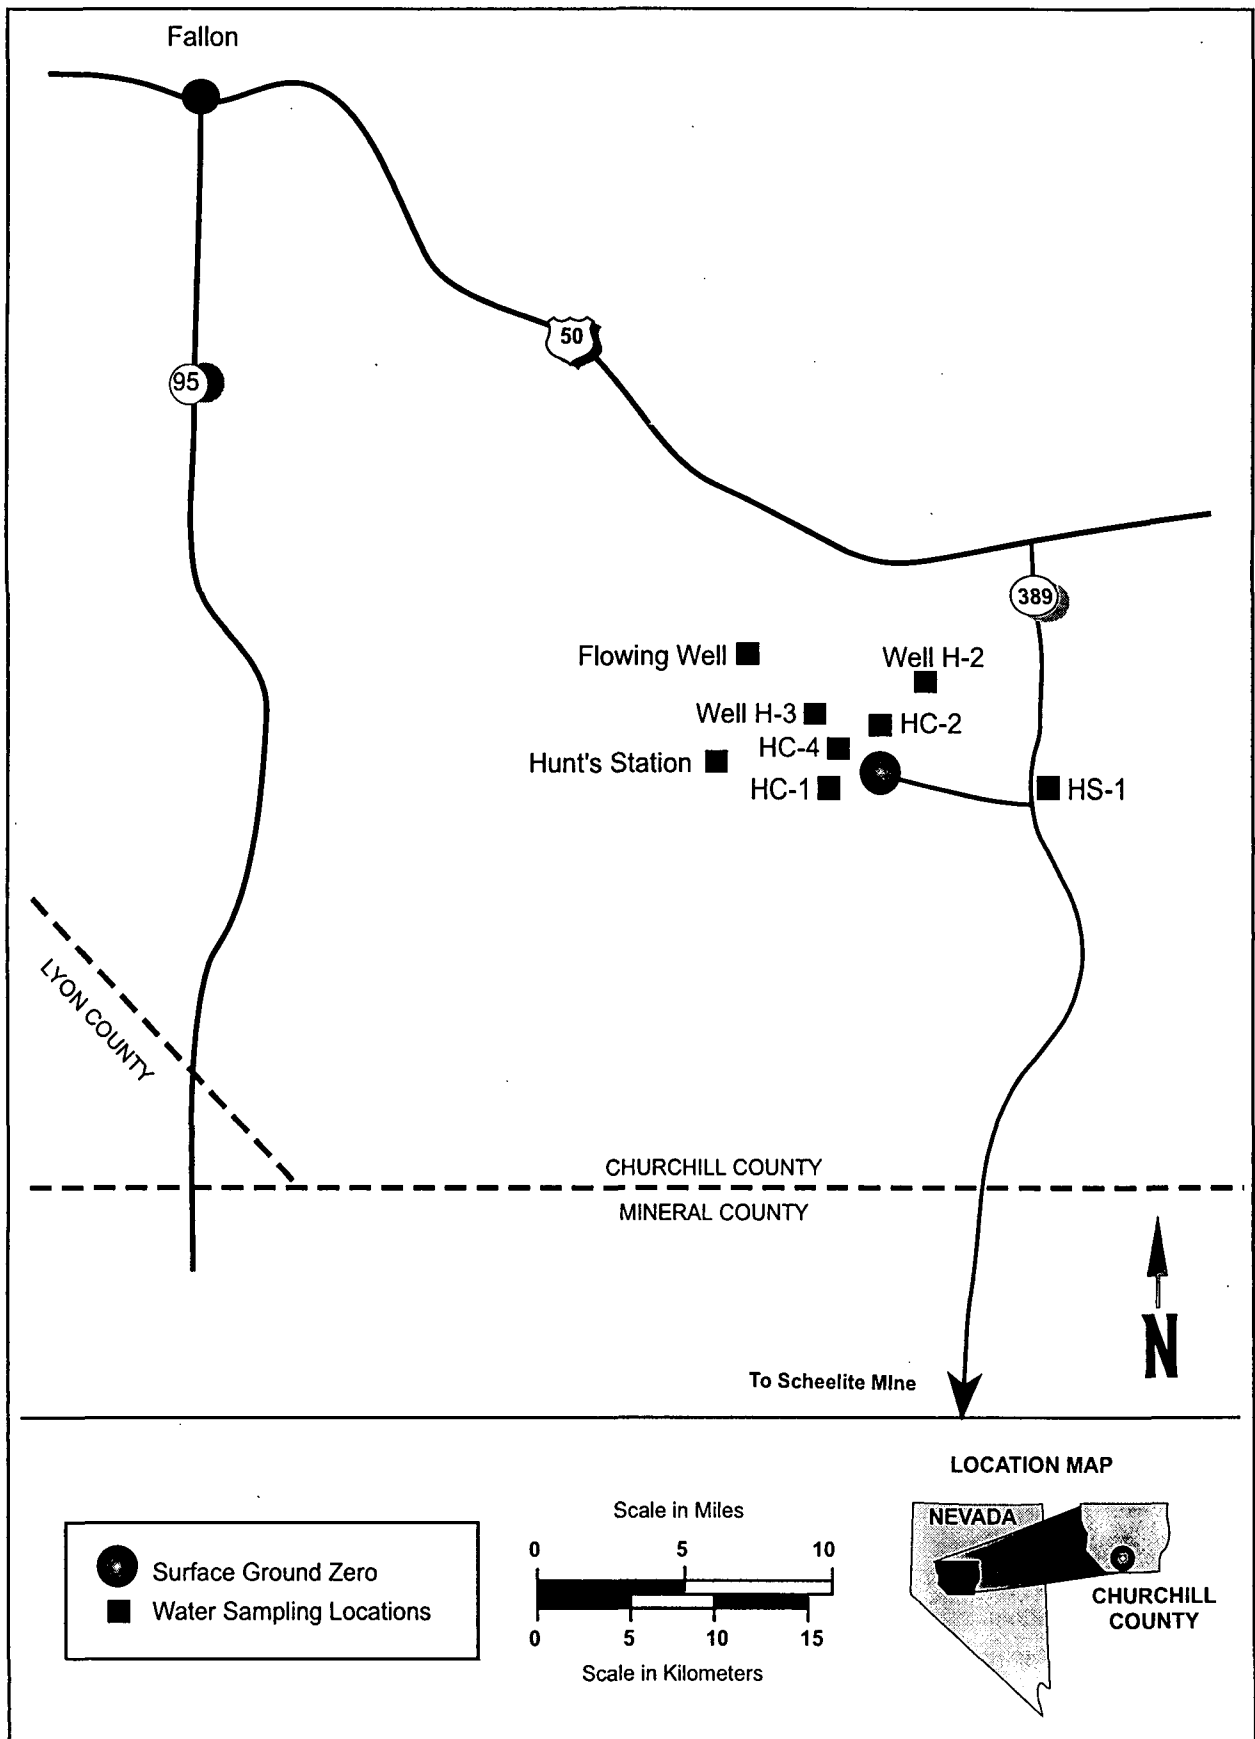 Fallon
50
95
389
Flowing Well
Well H-2
Well H-3
HC-2
HC-4
Hunt's Station
HC-1
HS-1
LYON COUNTY
CHURCHILL COUNTY
MINERAL COUNTY
N
To Scheelite MIne
LOCATION MAP
Scale in Miles
NEVADA
0 5 10
Surface Ground Zero
Water Sampling Locations
CHURCHILL
COUNTY
0 5 10 15
Scale in Kilometers